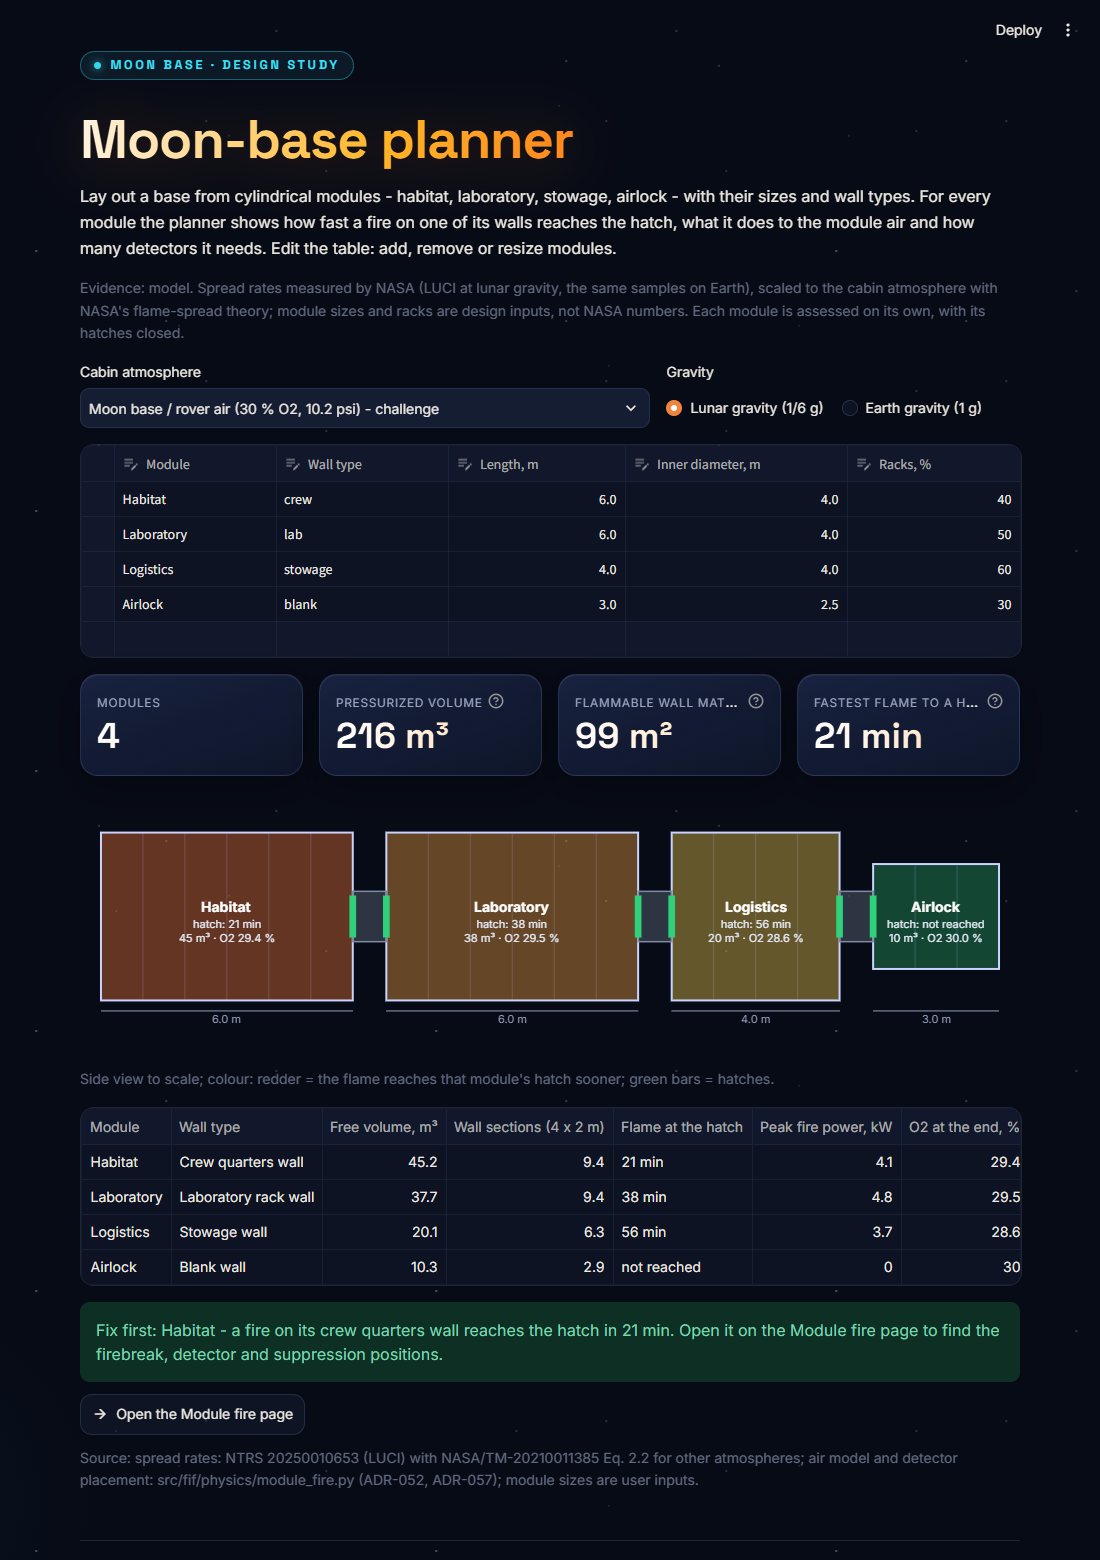 Deploy
MOON BASE · DESIGN STUDY
Moon-base planner
Lay out a base from cylindrical modules - habitat, laboratory, stowage, airlock - with their sizes and wall types. For every
module the planner shows how fast a fire on one of its walls reaches the hatch, what it does to the module air and how
many detectors it needs. Edit the table: add, remove or resize modules.
Evidence: model. Spread rates measured by NASA (LUCI at lunar gravity, the same samples on Earth), scaled to the cabin atmosphere with
NASA's flame-spread theory; module sizes and racks are design inputs, not NASA numbers. Each module is assessed on its own, with its
hatches closed.
Cabin atmosphere Gravity
Moon base / rover air (30 % O2, 10.2 psi) - challenge Lunar gravity (1/6 g) Earth gravity (1 g)
Module Wall type Length, m Inner diameter, m Racks, %
Habitat crew 6.0 4.0 40
Laboratory lab 6.0 4.0 50
Logistics stowage 4.0 4.0 60
Airlock blank 3.0 2.5 30
MODULES PRESSURIZED VOLUME FLAMMABLE WALL MAT... FASTEST FLAME TO A H...
4 216 m³ 99 m² 21 min
Habitat
hatch: 21 min
45 m³ · O2 29.4 %
Laboratory
hatch: 38 min
38 m³ · O2 29.5 %
Logistics
hatch: 56 min
20 m³ · O2 28.6 %
Airlock
hatch: not reached
10 m³ · O2 30.0 %
6.0 m 6.0 m 4.0 m 3.0 m
Side view to scale; colour: redder = the flame reaches that module's hatch sooner; green bars = hatches.
Module Wall type Free volume, m³ Wall sections (4 x 2 m) Flame at the hatch Peak fire power, kW O2 at the end, %
Habitat Crew quarters wall 45.2 9.4 21 min 4.1 29.4
Laboratory Laboratory rack wall 37.7 9.4 38 min 4.8 29.5
Logistics Stowage wall 20.1 6.3 56 min 3.7 28.6
Airlock Blank wall 10.3 2.9 not reached 0 30
Fix first: Habitat - a fire on its crew quarters wall reaches the hatch in 21 min. Open it on the Module fire page to find the
firebreak, detector and suppression positions.
→ Open the Module fire page
Source: spread rates: NTRS 20250010653 (LUCI) with NASA/TM-20210011385 Eq. 2.2 for other atmospheres; air model and detector
placement: src/fif/physics/module_fire.py (ADR-052, ADR-057); module sizes are user inputs.